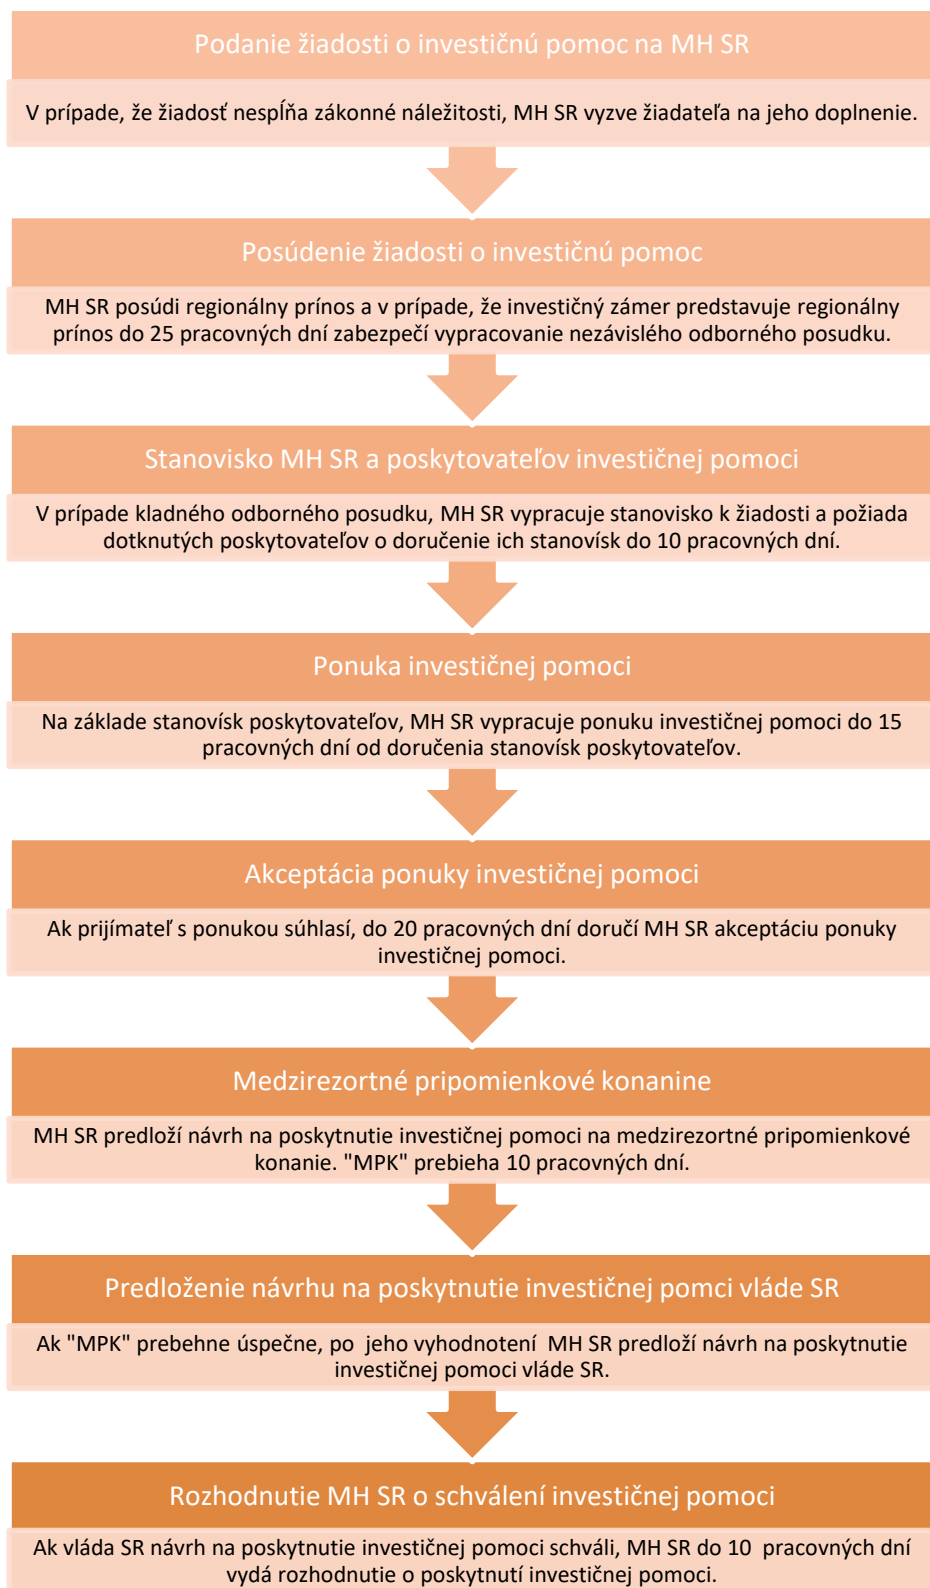 Podanie žiadosti o investičnú pomoc na MH SR
V prípade, že žiadosť nespĺňa zákonné náležitosti, MH SR vyzve žiadateľa na jeho doplnenie.
Posúdenie žiadosti o investičnú pomoc
MH SR posúdi regionálny prínos a v prípade, že investičný zámer predstavuje regionálny
prínos do 25 pracovných dní zabezpečí vypracovanie nezávislého odborného posudku.
Stanovisko MH SR a poskytovateľov investičnej pomoci
V prípade kladného odborného posudku, MH SR vypracuje stanovisko k žiadosti a požiada
dotknutých poskytovateľov o doručenie ich stanovísk do 10 pracovných dní.
Ponuka investičnej pomoci
Na základe stanovísk poskytovateľov, MH SR vypracuje ponuku investičnej pomoci do 15
pracovných dní od doručenia stanovísk poskytovateľov.
Akceptácia ponuky investičnej pomoci
Ak prijímateľ s ponukou súhlasí, do 20 pracovných dní doručí MH SR akceptáciu ponuky
investičnej pomoci.
Medzirezortné pripomienkové konanine
MH SR predloží návrh na poskytnutie investičnej pomoci na medzirezortné pripomienkové
konanie. "MPK" prebieha 10 pracovných dní.
Predloženie návrhu na poskytnutie investičnej pomci vláde SR
Ak "MPK" prebehne úspečne, po jeho vyhodnotení MH SR predloží návrh na poskytnutie
investičnej pomoci vláde SR.
Rozhodnutie MH SR o schválení investičnej pomoci
Ak vláda SR návrh na poskytnutie investičnej pomoci schváli, MH SR do 10 pracovných dní
vydá rozhodnutie o poskytnutí investičnej pomoci.